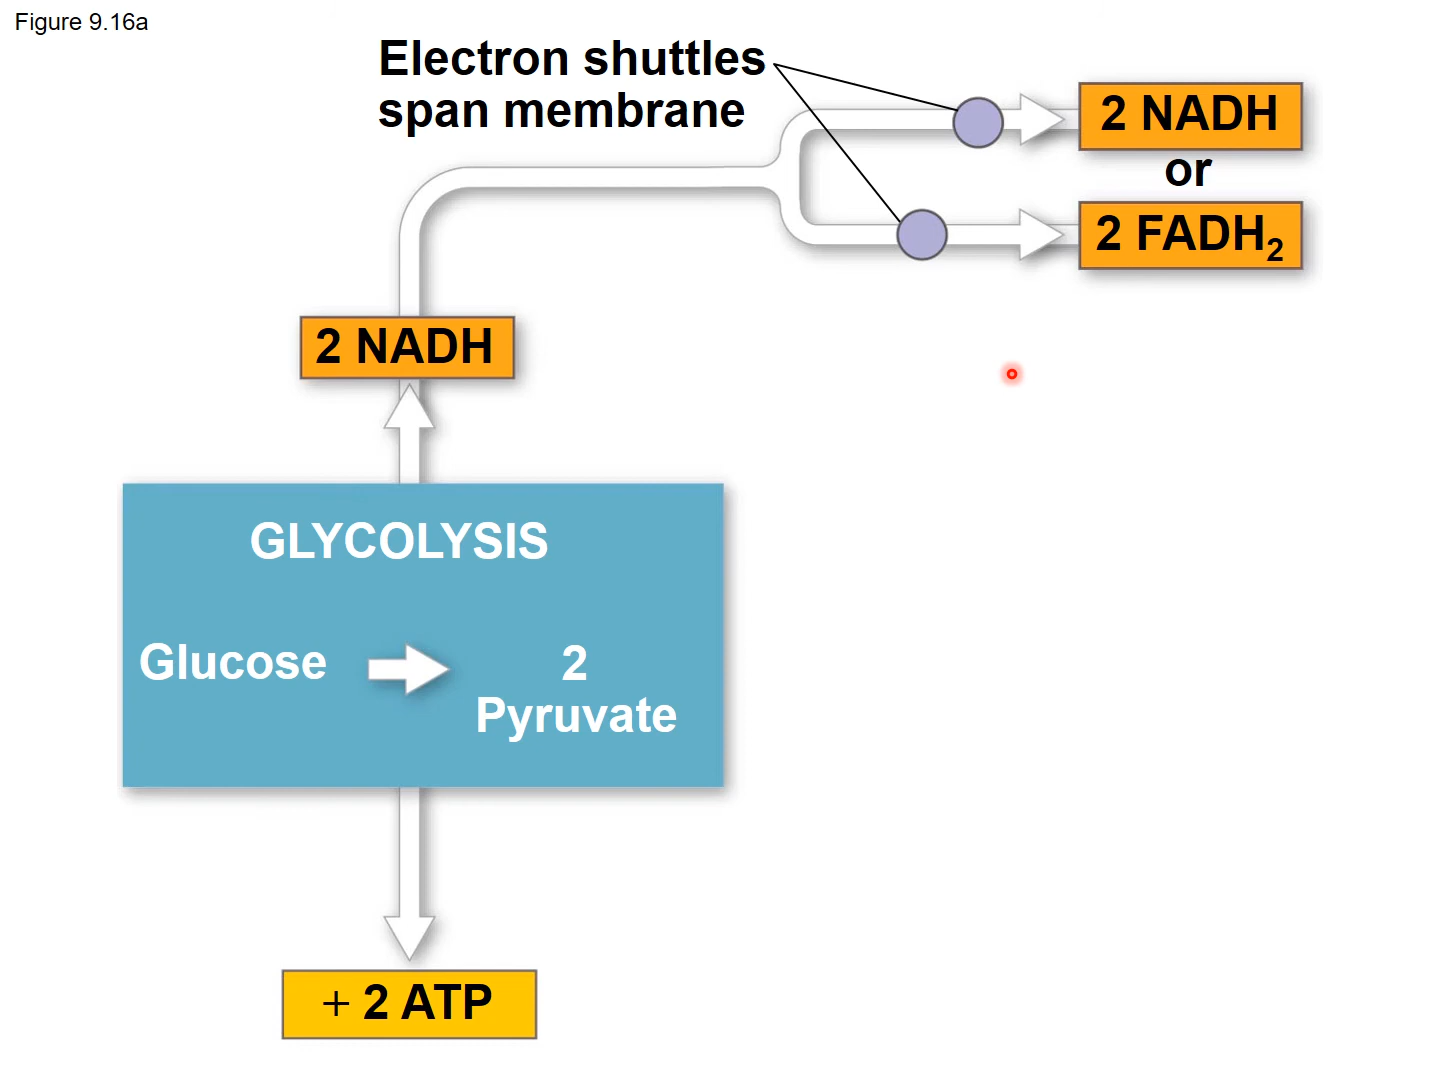 Figure 9.16a
Electron shuttles
span membrane
2 NADH
or
2 FADH₂
2 NADH
GLYCOLYSIS
Glucose
2
Pyruvate
+ 2 ATP